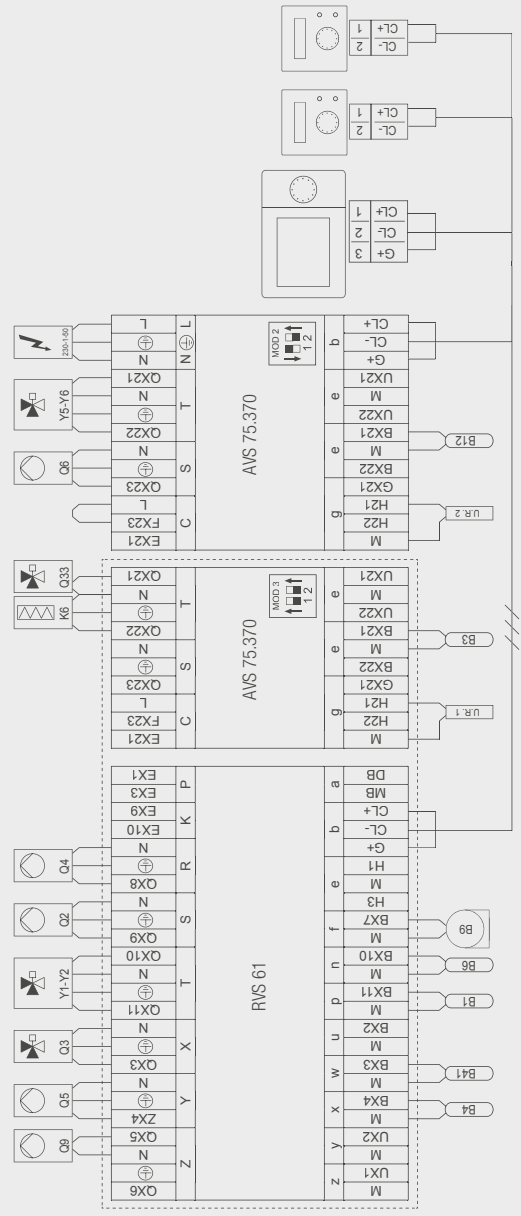 CL+ 1
CL- 2
CL+ 1
CL- 2
CL+ 1
CL- 2
G+ 3
230-1-50
L L
N N
QX21
N T
QX22
Y5-Y6
N S
QX23
Q6
L
FX23 C
EX21
AVS 75.370
MOD 2
1 2
CL+
CL- b
G+
UX21
M e
UX22
BX21
M e
BX22
GX21
H21
H22 g
M
B12
U.R. 2
Q33
K6
QX21
N T
QX22
N S
QX23
L
FX23 C
EX21
AVS 75.370
MOD 3
1 2
UX21
M e
UX22
BX21
M e
BX22
GX21
H21
H22 g
M
B3
U.R. 1
EX1
EX3 P
EX9
EX10 K
N
QX8 R
Q4
N
QX9 S
Q2
QX10
N T
QX11
Y1-Y2
N
QX3 X
Q3
N
ZX4 Y
Q5
QX5
N Z
QX6
Q9
RVS 61
DB
MB a
CL+
CL- b
G+
H1
M e
H3
BX7
M f
B9
BX10
M n
B6
BX11
M p
B1
BX2
M u
BX3
M w
B41
BX4
M x
B4
UX2
M y
UX1
M z